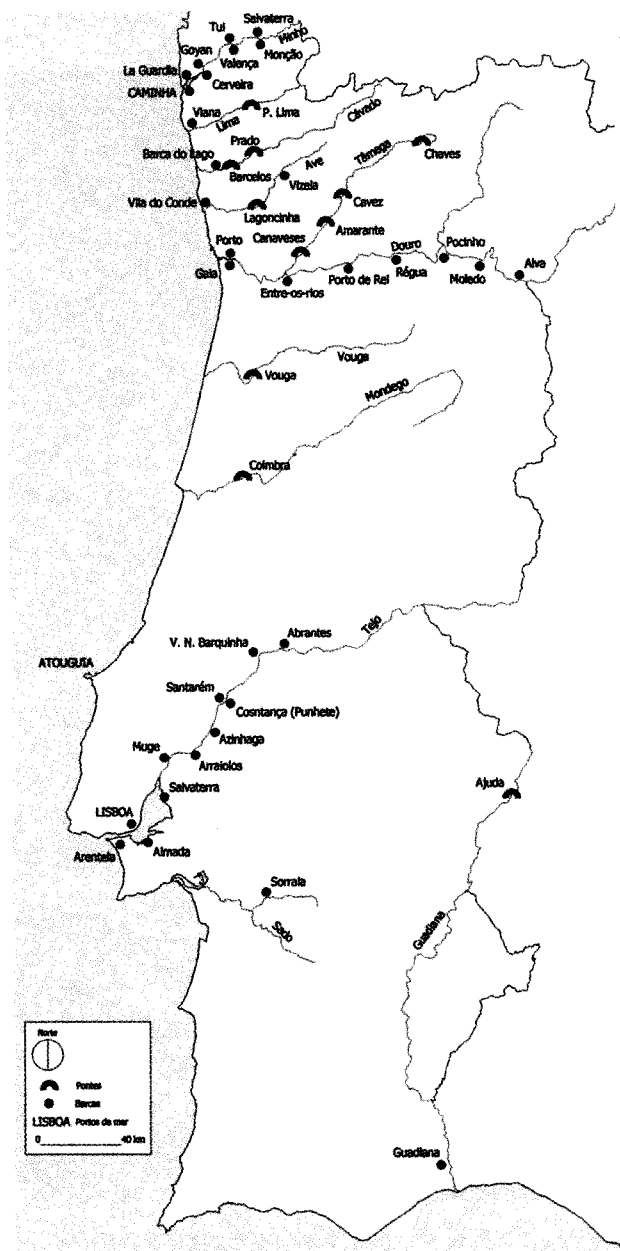 Salvaterra
Tui
Minho
Goyan
Valença
Monção
La Guardia
Cerveira
CAMINHA
Viana
Lima
P. Lima
Cávado
Prado
Barca do Lago
Barcelos
Ave
Vizela
Tâmega
Chaves
Vila do Conde
Lagoncinha
Cavez
Canaveses
Amarante
Porto
Gaia
Douro
Pocinho
Entre-os-rios
Porto de Rei
Régua
Moledo
Alva
Vouga
Vouga
Mondego
Coimbra
Tejo
Abrantes
V. N. Barquinha
ATOUGUIA
Santarém
Cosntança (Punhete)
Azinhaga
Muge
Arraiolos
Salvaterra
Ajuda
LISBOA
Arentela
Almada
Sorraia
Sado
Guadiana
Guadiana
Norte
Pontes
Barcas
LISBOA Portos de mar
0 40 km